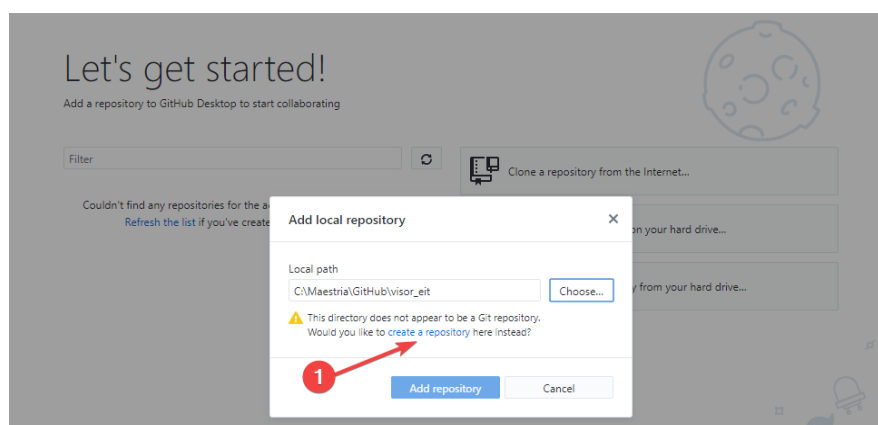 Let's get started!
Add a repository to GitHub Desktop to start collaborating
Filter
Clone a repository from the Internet...
Couldn't find any repositories for the a
Refresh the list if you've create
on your hard drive...
y from your hard drive...
Add local repository
Local path
C:\Maestria\GitHub\visor_eit
Choose...
This directory does not appear to be a Git repository.
Would you like to create a repository here instead?
1
Add repository
Cancel